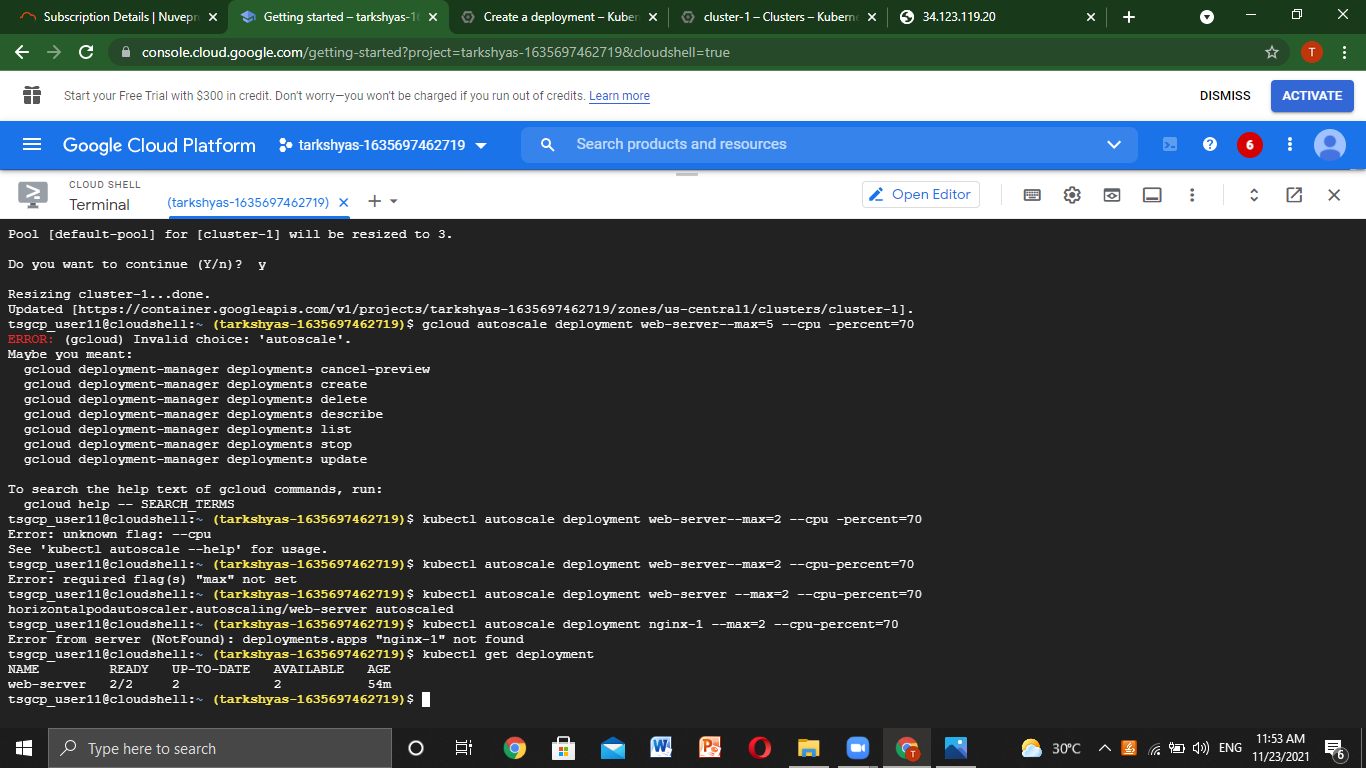 Subscription Details | Nuvepr
Getting started – tarkshyas-16
Create a deployment – Kuber
cluster-1 – Clusters – Kuberne
34.123.119.20
console.cloud.google.com/getting-started?project=tarkshyas-1635697462719&cloudshell=true
T
Start your Free Trial with $300 in credit. Don't worry—you won't be charged if you run out of credits. Learn more
DISMISS
ACTIVATE
Google Cloud Platform
tarkshyas-1635697462719
Search products and resources
6
CLOUD SHELL
Terminal
(tarkshyas-1635697462719)
Open Editor
Pool [default-pool] for [cluster-1] will be resized to 3.
Do you want to continue (Y/n)?  y
Resizing cluster-1...done.
Updated [https://container.googleapis.com/v1/projects/tarkshyas-1635697462719/zones/us-central1/clusters/cluster-1].
tsgcp_user11@cloudshell:~ (tarkshyas-1635697462719)$ gcloud autoscale deployment web-server--max=5 --cpu -percent=70
ERROR: (gcloud) Invalid choice: 'autoscale'.
Maybe you meant:
  gcloud deployment-manager deployments cancel-preview
  gcloud deployment-manager deployments create
  gcloud deployment-manager deployments delete
  gcloud deployment-manager deployments describe
  gcloud deployment-manager deployments list
  gcloud deployment-manager deployments stop
  gcloud deployment-manager deployments update
To search the help text of gcloud commands, run:
  gcloud help -- SEARCH_TERMS
tsgcp_user11@cloudshell:~ (tarkshyas-1635697462719)$ kubectl autoscale deployment web-server--max=2 --cpu -percent=70
Error: unknown flag: --cpu
See 'kubectl autoscale --help' for usage.
tsgcp_user11@cloudshell:~ (tarkshyas-1635697462719)$ kubectl autoscale deployment web-server--max=2 --cpu-percent=70
Error: required flag(s) "max" not set
tsgcp_user11@cloudshell:~ (tarkshyas-1635697462719)$ kubectl autoscale deployment web-server --max=2 --cpu-percent=70
horizontalpodautoscaler.autoscaling/web-server autoscaled
tsgcp_user11@cloudshell:~ (tarkshyas-1635697462719)$ kubectl autoscale deployment nginx-1 --max=2 --cpu-percent=70
Error from server (NotFound): deployments.apps "nginx-1" not found
tsgcp_user11@cloudshell:~ (tarkshyas-1635697462719)$ kubectl get deployment
NAME         READY   UP-TO-DATE   AVAILABLE   AGE
web-server   2/2     2            2           54m
tsgcp_user11@cloudshell:~ (tarkshyas-1635697462719)$
Type here to search
30°C
ENG
11:53 AM
11/23/2021
6